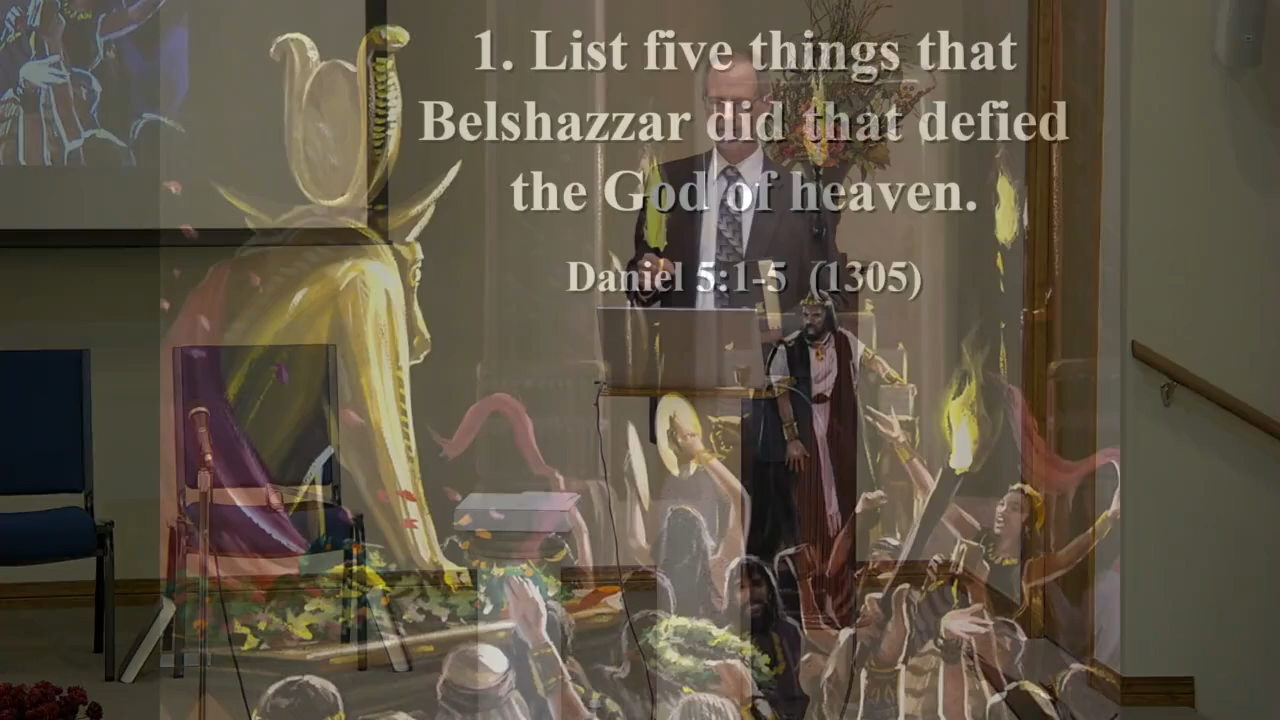 1. List five things that
Belshazzar did that defied
the God of heaven.
Daniel 5:1-5 (1305)